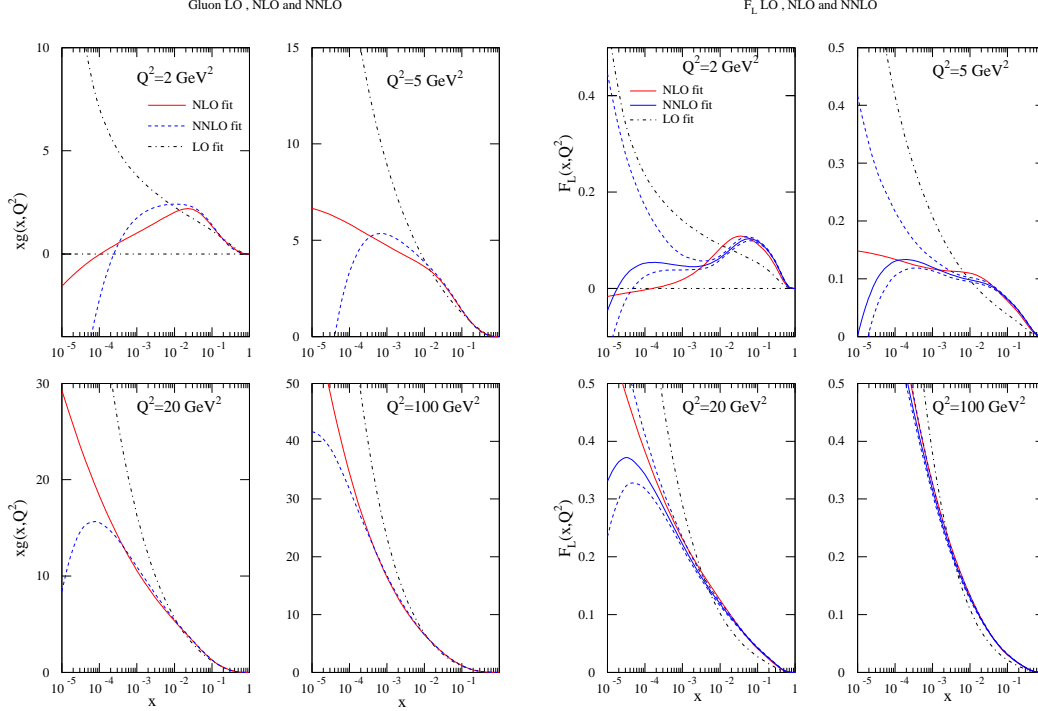 Gluon LO , NLO and NNLO
10
5
0
xg(x,Q²)
Q²=2 GeV²
NLO fit
NNLO fit
LO fit
10⁻⁵ 10⁻⁴ 10⁻³ 10⁻² 10⁻¹ 1
15
10
5
0
Q²=5 GeV²
10⁻⁵ 10⁻⁴ 10⁻³ 10⁻² 10⁻¹ 1
30
20
10
0
xg(x,Q²)
Q²=20 GeV²
10⁻⁵ 10⁻⁴ 10⁻³ 10⁻² 10⁻¹ 1
x
50
40
30
20
10
0
Q²=100 GeV²
10⁻⁵ 10⁻⁴ 10⁻³ 10⁻² 10⁻¹ 1
x
F_L LO , NLO and NNLO
0.4
0.2
0
F_L(x,Q²)
Q²=2 GeV²
NLO fit
NNLO fit
LO fit
10⁻⁵ 10⁻⁴ 10⁻³ 10⁻² 10⁻¹ 1
0.5
0.4
0.3
0.2
0.1
0
Q²=5 GeV²
10⁻⁵ 10⁻⁴ 10⁻³ 10⁻² 10⁻¹ 1
0.5
0.4
0.3
0.2
0.1
0
F_L(x,Q²)
Q²=20 GeV²
10⁻⁵ 10⁻⁴ 10⁻³ 10⁻² 10⁻¹ 1
x
0.5
0.4
0.3
0.2
0.1
0
Q²=100 GeV²
10⁻⁵ 10⁻⁴ 10⁻³ 10⁻² 10⁻¹ 1
x